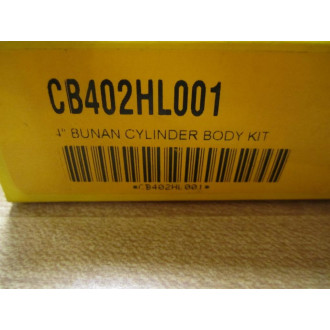 CB402HL001
4" BUNAN CYLINDER BODY KIT
*CB402HL001*